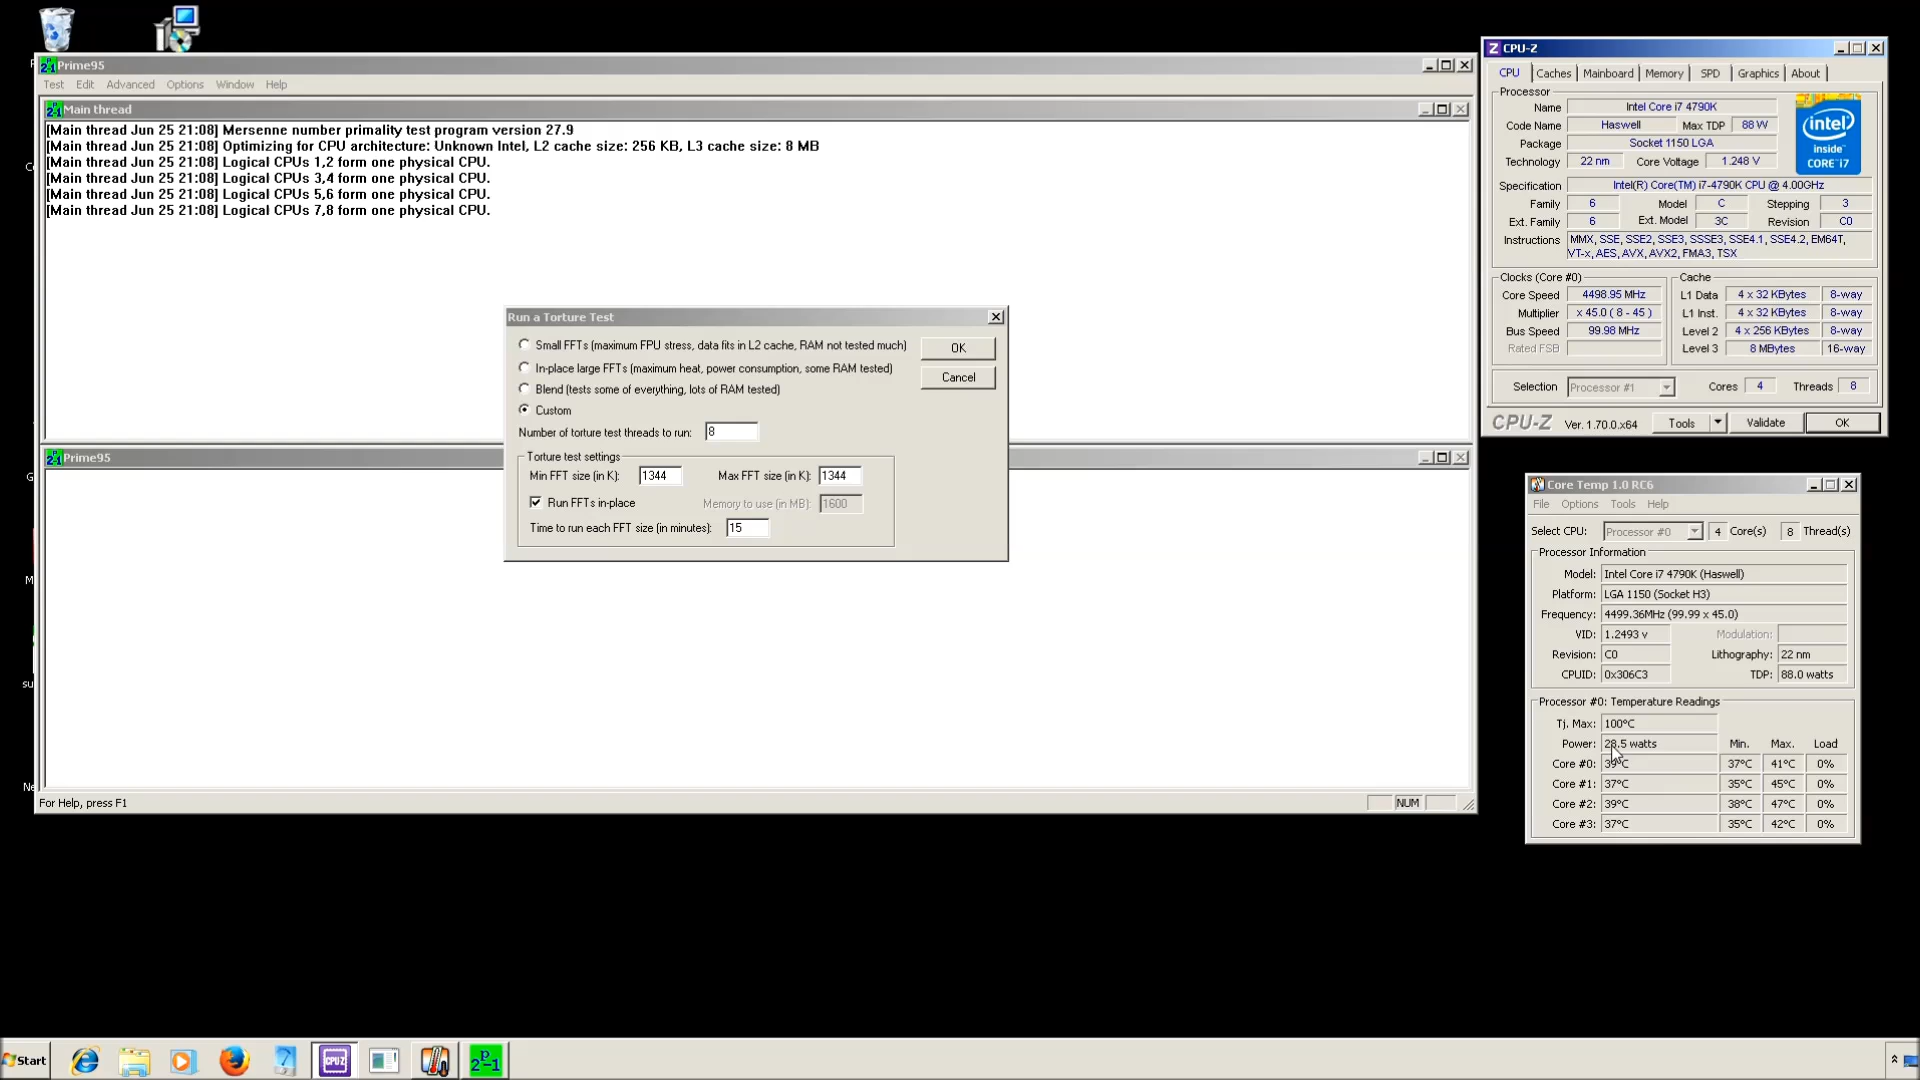 Prime95
Test Edit Advanced Options Window Help
Main thread
[Main thread Jun 25 21:08] Mersenne number primality test program version 27.9
[Main thread Jun 25 21:08] Optimizing for CPU architecture: Unknown Intel, L2 cache size: 256 KB, L3 cache size: 8 MB
[Main thread Jun 25 21:08] Logical CPUs 1,2 form one physical CPU.
[Main thread Jun 25 21:08] Logical CPUs 3,4 form one physical CPU.
[Main thread Jun 25 21:08] Logical CPUs 5,6 form one physical CPU.
[Main thread Jun 25 21:08] Logical CPUs 7,8 form one physical CPU.
Run a Torture Test
Small FFTs (maximum FPU stress, data fits in L2 cache, RAM not tested much)
OK
In-place large FFTs (maximum heat, power consumption, some RAM tested)
Cancel
Blend (tests some of everything, lots of RAM tested)
Custom
Number of torture test threads to run: 8
Torture test settings
Min FFT size (in K): 1344 Max FFT size (in K): 1344
Run FFTs in-place Memory to use (in MB): 1600
Time to run each FFT size (in minutes): 15
Prime95
For Help, press F1
NUM
CPU-Z
CPU Caches Mainboard Memory SPD Graphics About
Processor
Name Intel Core i7 4790K
Code Name Haswell Max TDP 88 W
Package Socket 1150 LGA
Technology 22 nm Core Voltage 1.248 V
intel inside CORE i7
Specification Intel(R) Core(TM) i7-4790K CPU @ 4.00GHz
Family 6 Model C Stepping 3
Ext. Family 6 Ext. Model 3C Revision C0
Instructions MMX, SSE, SSE2, SSE3, SSSE3, SSE4.1, SSE4.2, EM64T,
VT-x, AES, AVX, AVX2, FMA3, TSX
Clocks (Core #0) Cache
Core Speed 4498.95 MHz L1 Data 4 x 32 KBytes 8-way
Multiplier x 45.0 ( 8 - 45 ) L1 Inst. 4 x 32 KBytes 8-way
Bus Speed 99.98 MHz Level 2 4 x 256 KBytes 8-way
Rated FSB Level 3 8 MBytes 16-way
Selection Processor #1 Cores 4 Threads 8
CPU-Z Ver. 1.70.0.x64 Tools Validate OK
Core Temp 1.0 RC6
File Options Tools Help
Select CPU: Processor #0 4 Core(s) 8 Thread(s)
Processor Information
Model: Intel Core i7 4790K (Haswell)
Platform: LGA 1150 (Socket H3)
Frequency: 4499.36MHz (99.99 x 45.0)
VID: 1.2493 v Modulation:
Revision: C0 Lithography: 22 nm
CPUID: 0x306C3 TDP: 88.0 watts
Processor #0: Temperature Readings
Tj. Max: 100°C
Power: 28.5 watts Min. Max. Load
Core #0: 39°C 37°C 41°C 0%
Core #1: 37°C 35°C 45°C 0%
Core #2: 39°C 38°C 47°C 0%
Core #3: 37°C 35°C 42°C 0%
Start